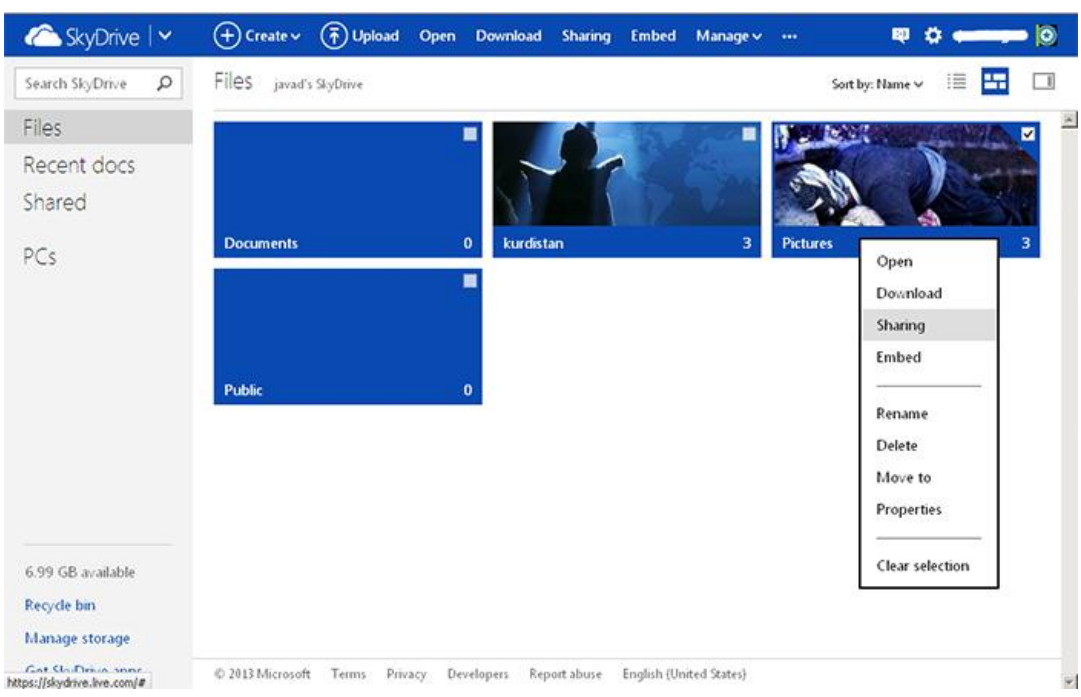 SkyDrive | Create Upload Open Download Sharing Embed Manage ...
Search SkyDrive
Files javad's SkyDrive Sort by: Name
Files
Recent docs
Shared
PCs
Documents 0
kurdistan 3
Pictures 3
Public 0
Open
Download
Sharing
Embed
Rename
Delete
Move to
Properties
Clear selection
6.99 GB available
Recycle bin
Manage storage
Get SkyDrive apps
https://skydrive.live.com/#
© 2013 Microsoft Terms Privacy Developers Report abuse English (United States)